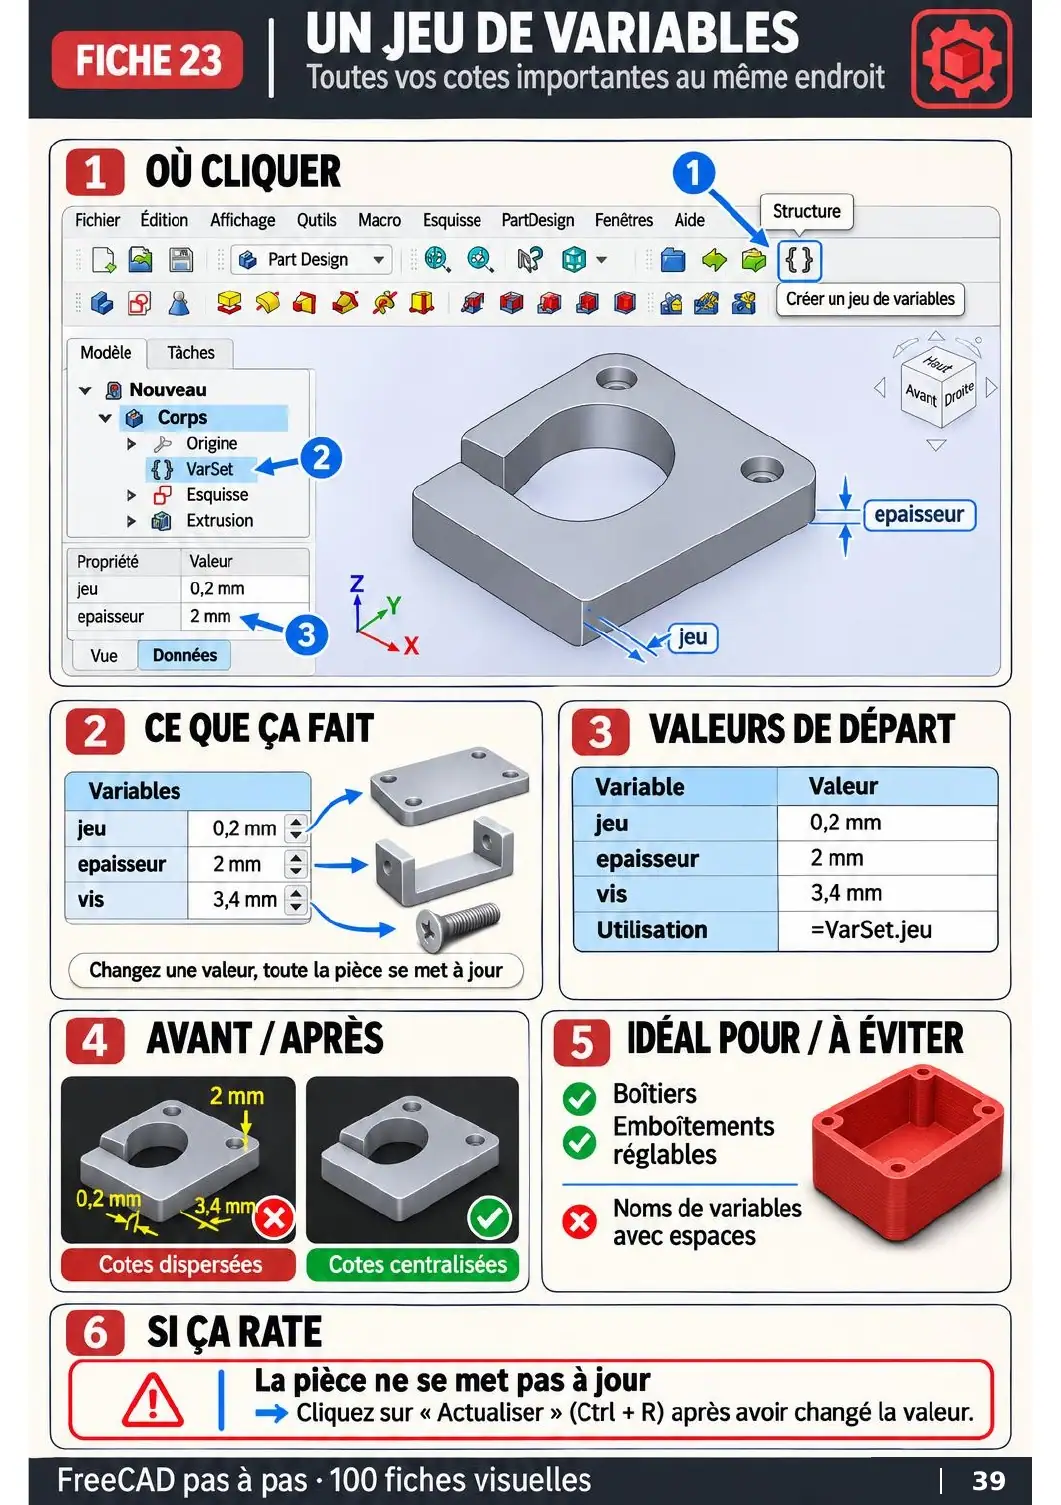 FICHE 23
UN JEU DE VARIABLES
Toutes vos cotes importantes au même endroit
1 OÙ CLIQUER
1
Fichier Édition Affichage Outils Macro Esquisse PartDesign Fenêtres Aide
Structure
Part Design
{}
Créer un jeu de variables
Modèle Tâches
Nouveau
Corps
Origine
{} VarSet
2
Esquisse
Extrusion
Propriété Valeur
jeu 0,2 mm
epaisseur 2 mm
3
Vue Données
Z
Y
X
Haut
Avant Droite
epaisseur
jeu
2 CE QUE ÇA FAIT
Variables
jeu 0,2 mm
epaisseur 2 mm
vis 3,4 mm
Changez une valeur, toute la pièce se met à jour
3 VALEURS DE DÉPART
Variable Valeur
jeu 0,2 mm
epaisseur 2 mm
vis 3,4 mm
Utilisation =VarSet.jeu
4 AVANT / APRÈS
2 mm
0,2 mm
3,4 mm
Cotes dispersées
Cotes centralisées
5 IDÉAL POUR / À ÉVITER
Boîtiers
Emboîtements
réglables
Noms de variables
avec espaces
6 SI ÇA RATE
La pièce ne se met pas à jour
→ Cliquez sur « Actualiser » (Ctrl + R) après avoir changé la valeur.
FreeCAD pas à pas · 100 fiches visuelles | 39